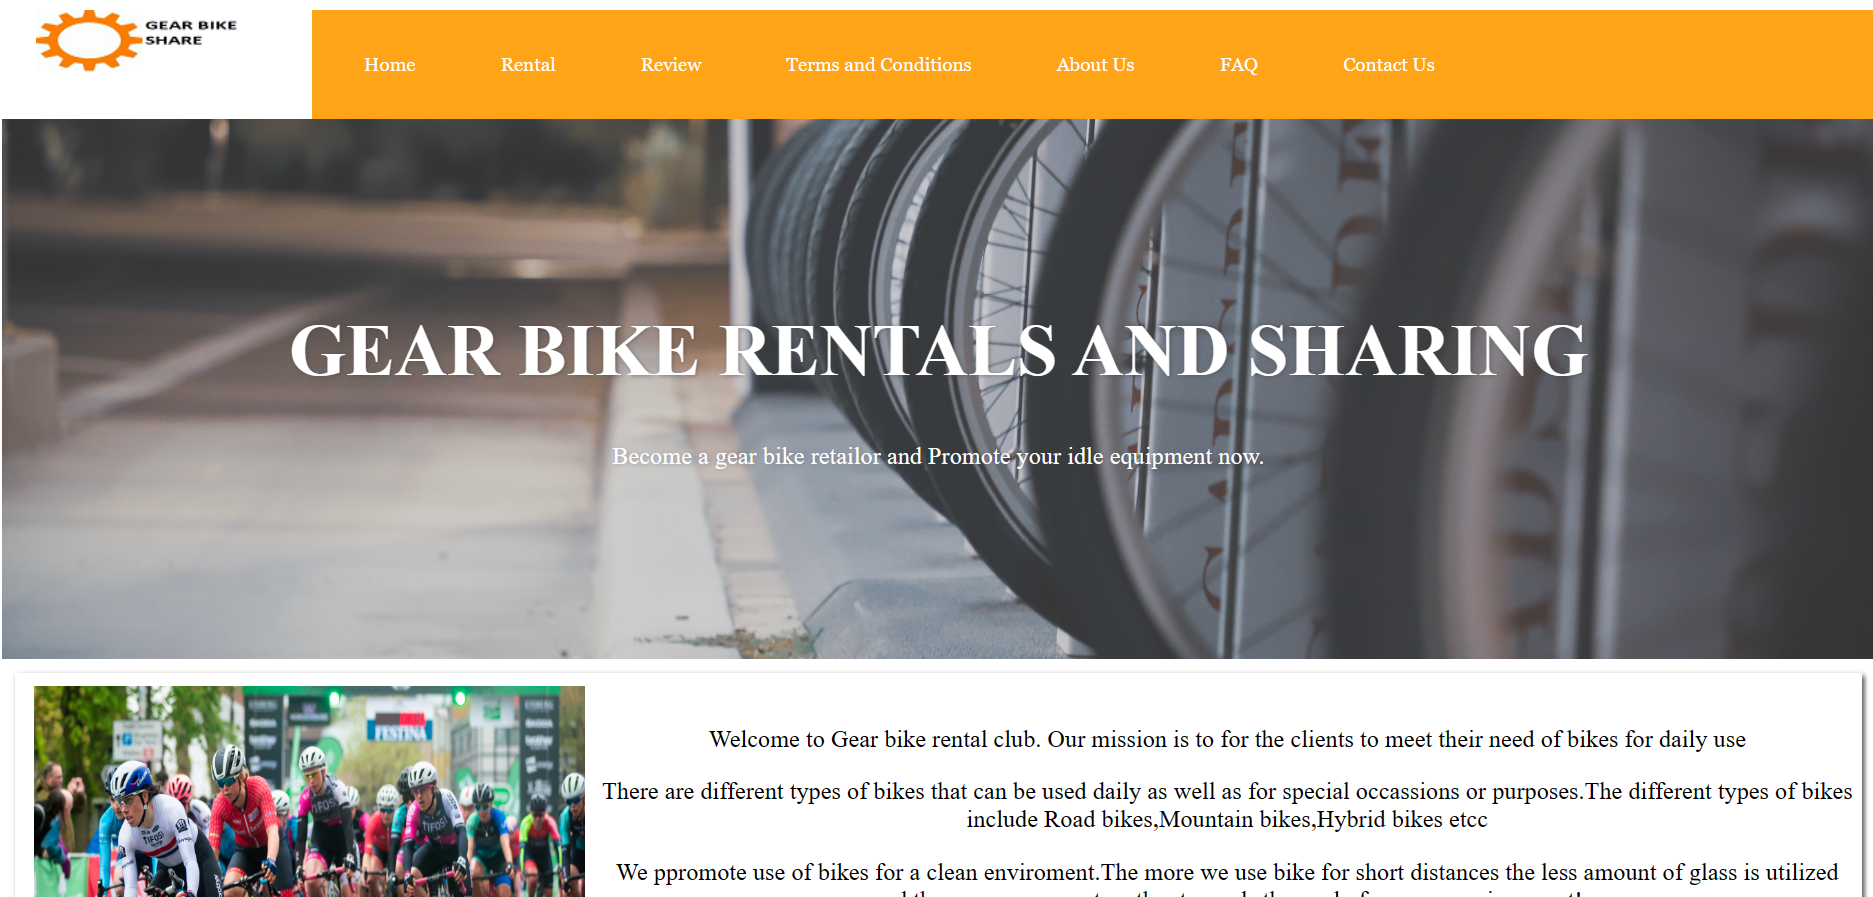 GEAR BIKE
SHARE
Home Rental Review Terms and Conditions About Us FAQ Contact Us
GEAR BIKE RENTALS AND SHARING
Become a gear bike retailor and Promote your idle equipment now.
FESTINA
TIFOSI
TIFOSI
TIFOSI
Welcome to Gear bike rental club. Our mission is to for the clients to meet their need of bikes for daily use
There are different types of bikes that can be used daily as well as for special occassions or purposes.The different types of bikes
include Road bikes,Mountain bikes,Hybrid bikes etcc
We ppromote use of bikes for a clean enviroment.The more we use bike for short distances the less amount of glass is utilized